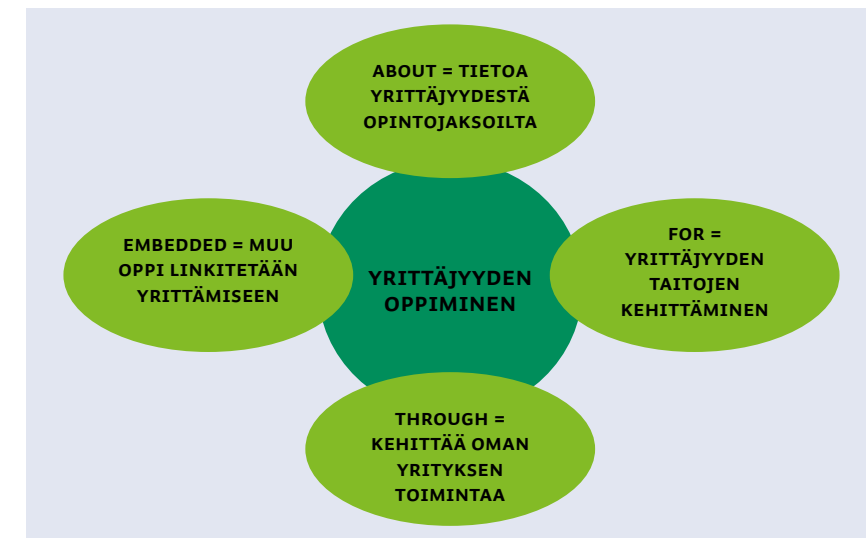 ABOUT = TIETOA
YRITTÄJYYDESTÄ
OPINTOJAKSOILTA
EMBEDDED = MUU
OPPI LINKITETÄÄN
YRITTÄMISEEN
YRITTÄJYYDEN
OPPIMINEN
FOR =
YRITTÄJYYDEN
TAITOJEN
KEHITTÄMINEN
THROUGH =
KEHITTÄÄ OMAN
YRITYKSEN
TOIMINTAA